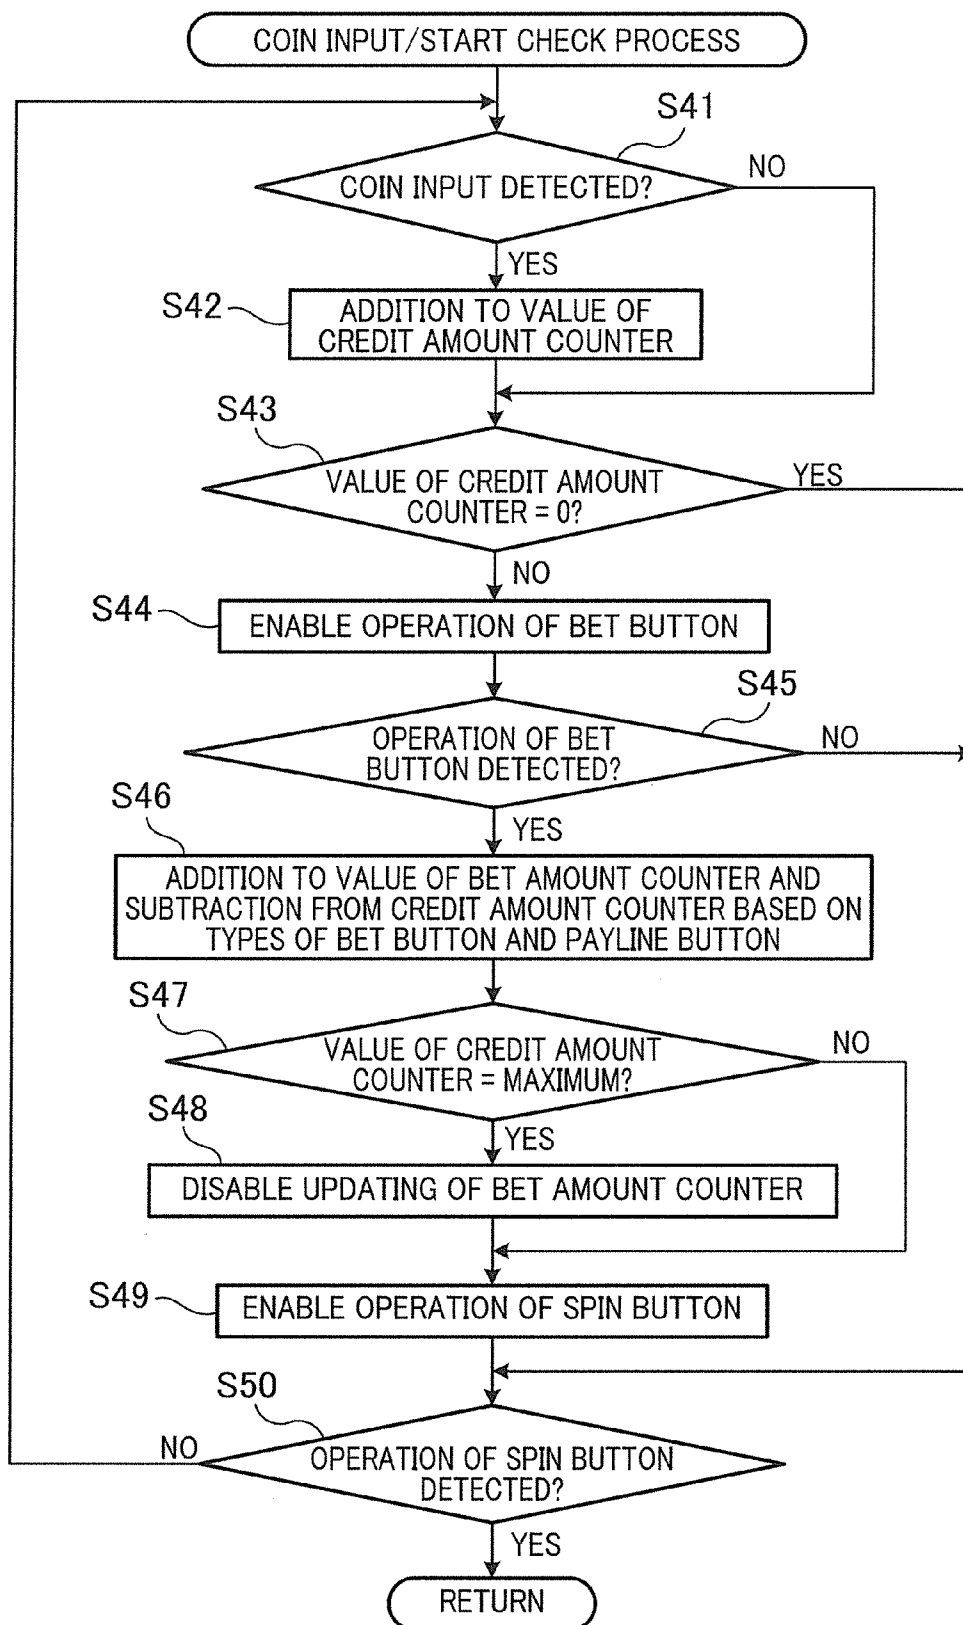 COIN INPUT/START CHECK PROCESS
S41
COIN INPUT DETECTED?
NO
YES
S42
ADDITION TO VALUE OF
CREDIT AMOUNT COUNTER
S43
VALUE OF CREDIT AMOUNT
COUNTER = 0?
YES
NO
S44
ENABLE OPERATION OF BET BUTTON
S45
OPERATION OF BET
BUTTON DETECTED?
NO
YES
S46
ADDITION TO VALUE OF BET AMOUNT COUNTER AND
SUBTRACTION FROM CREDIT AMOUNT COUNTER BASED ON
TYPES OF BET BUTTON AND PAYLINE BUTTON
S47
VALUE OF CREDIT AMOUNT
COUNTER = MAXIMUM?
NO
YES
S48
DISABLE UPDATING OF BET AMOUNT COUNTER
S49
ENABLE OPERATION OF SPIN BUTTON
S50
NO
OPERATION OF SPIN BUTTON
DETECTED?
YES
RETURN